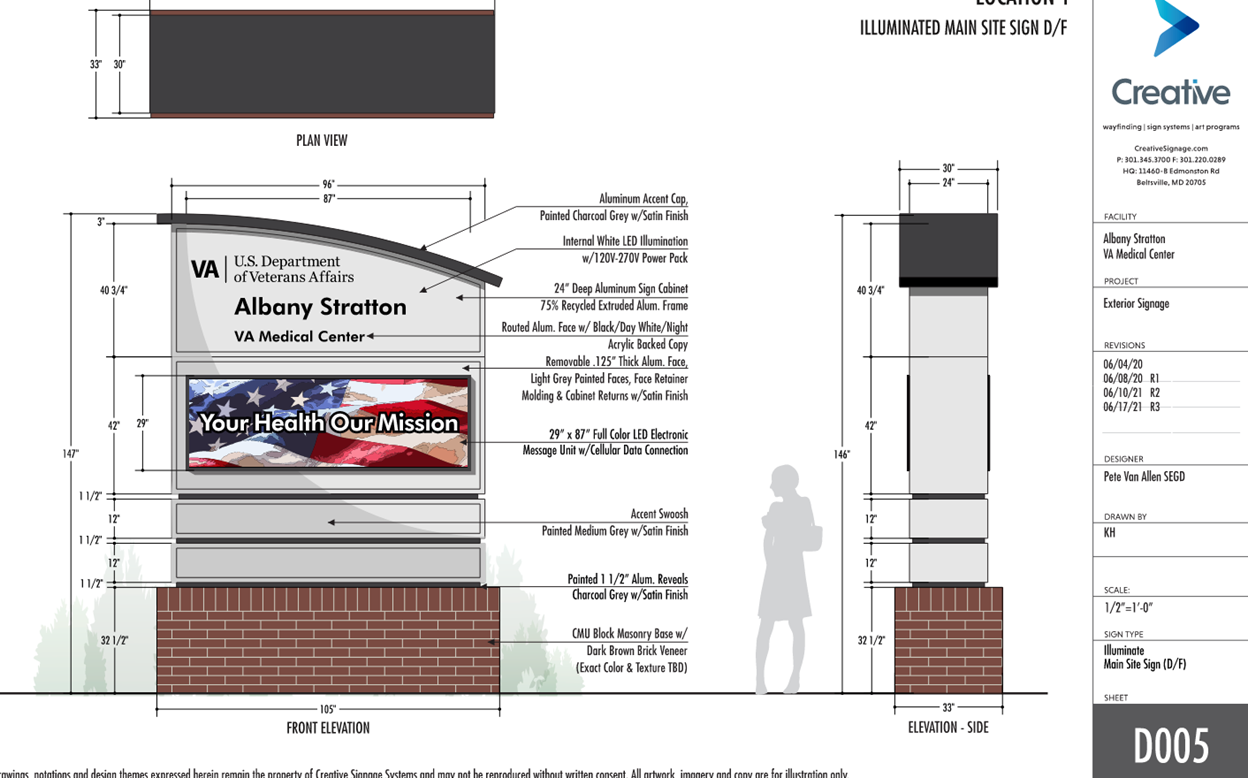 LOCATION 1
ILLUMINATED MAIN SITE SIGN D/F
33"
30"
PLAN VIEW
96"
87"
3"
40 3/4"
42"
29"
147"
1 1/2"
12"
1 1/2"
12"
1 1/2"
32 1/2"
105"
FRONT ELEVATION
VA
U.S. Department
of Veterans Affairs
Albany Stratton
VA Medical Center
Your Health Our Mission
Aluminum Accent Cap,
Painted Charcoal Grey w/Satin Finish
Internal White LED Illumination
w/120V-270V Power Pack
24" Deep Aluminum Sign Cabinet
75% Recycled Extruded Alum. Frame
Routed Alum. Face w/ Black/Day White/Night
Acrylic Backed Copy
Removable .125" Thick Alum. Face,
Light Grey Painted Faces, Face Retainer
Molding & Cabinet Returns w/Satin Finish
29" x 87" Full Color LED Electronic
Message Unit w/Cellular Data Connection
Accent Swoosh
Painted Medium Grey w/Satin Finish
Painted 1 1/2" Alum. Reveals
Charcoal Grey w/Satin Finish
CMU Block Masonry Base w/
Dark Brown Brick Veneer
(Exact Color & Texture TBD)
30"
24"
40 3/4"
42"
146"
12"
12"
32 1/2"
33"
ELEVATION - SIDE
Creative
wayfinding | sign systems | art programs
CreativeSignage.com
P: 301.345.3700 F: 301.220.0289
HQ: 11460-B Edmonston Rd
Beltsville, MD 20705
FACILITY
Albany Stratton
VA Medical Center
PROJECT
Exterior Signage
REVISIONS
06/04/20
06/08/20 R1
06/10/21 R2
06/17/21 R3
DESIGNER
Pete Van Allen SEGD
DRAWN BY
KH
SCALE:
1/2"=1'-0"
SIGN TYPE
Illuminate
Main Site Sign (D/F)
SHEET
D005
rawings, notations and design themes expressed herein remain the property of Creative Signage Systems and may not be reproduced without written consent. All artwork, imagery and copy are for illustration only.